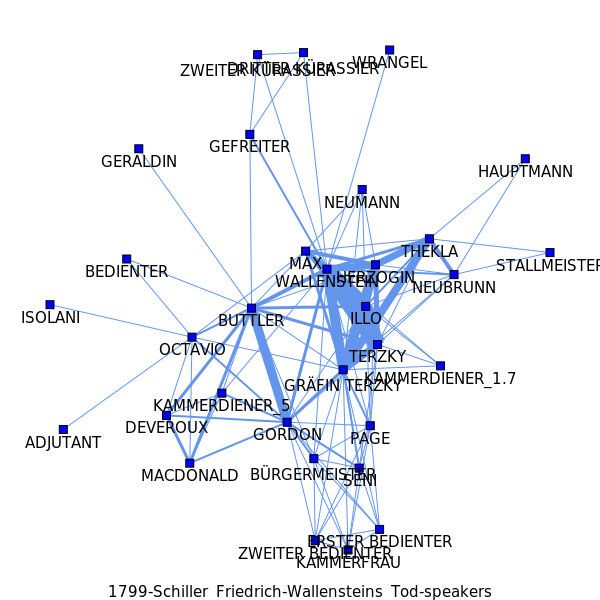 WRANGEL
ZWEITER KÜRASSIER
DRITTER KÜRASSIER
GEFREITER
GERALDIN
HAUPTMANN
NEUMANN
THEKLA
MAX
STALLMEISTER
BEDIENTER
WALLENSTEIN
HERZOGIN
NEUBRUNN
ISOLANI
BUTTLER
ILLO
OCTAVIO
TERZKY
GRÄFIN TERZKY
KAMMERDIENER_1.7
KAMMERDIENER_5
DEVEROUX
GORDON
PAGE
ADJUTANT
MACDONALD
BÜRGERMEISTER
SENI
ERSTER BEDIENTER
ZWEITER BEDIENTER
KAMMERFRAU
1799-Schiller_Friedrich-Wallensteins_Tod-speakers